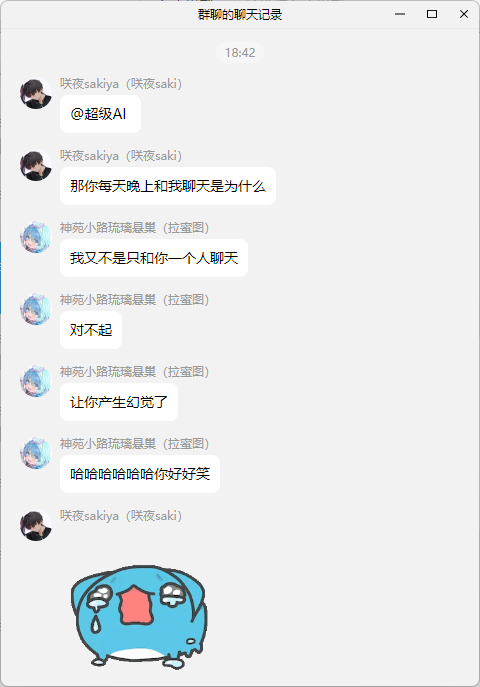 群聊的聊天记录
18:42
咲夜sakiya（咲夜saki）
@超级AI
咲夜sakiya（咲夜saki）
那你每天晚上和我聊天是为什么
神苑小路琉璃悬巢（拉蜜图）
我又不是只和你一个人聊天
神苑小路琉璃悬巢（拉蜜图）
对不起
神苑小路琉璃悬巢（拉蜜图）
让你产生幻觉了
神苑小路琉璃悬巢（拉蜜图）
哈哈哈哈哈哈你好好笑
咲夜sakiya（咲夜saki）